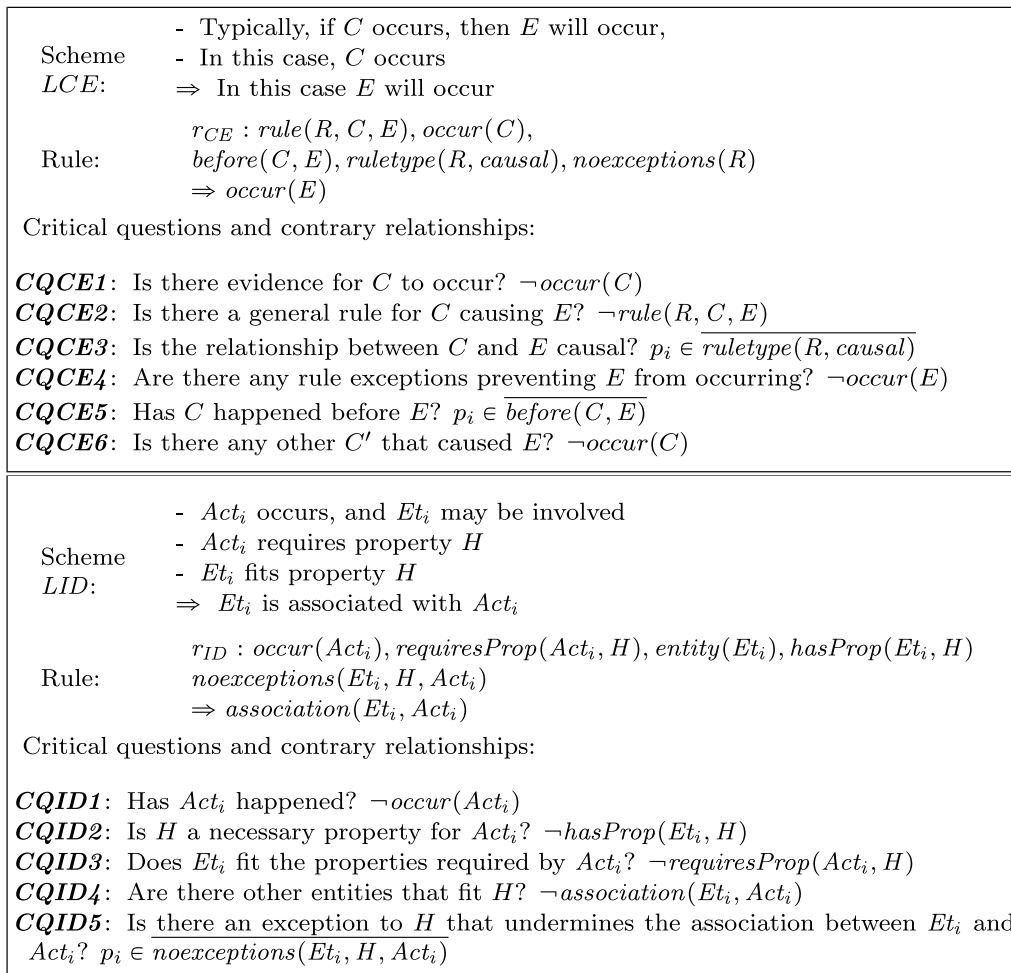 - Typically, if C occurs, then E will occur,
Scheme LCE:
- In this case, C occurs
⇒ In this case E will occur
r_CE : rule(R, C, E), occur(C),
Rule: before(C, E), ruletype(R, causal), noexceptions(R)
⇒ occur(E)
Critical questions and contrary relationships:
CQCE1: Is there evidence for C to occur? ¬occur(C)
CQCE2: Is there a general rule for C causing E? ¬rule(R, C, E)
CQCE3: Is the relationship between C and E causal? p_i ∈ \overline{ruletype(R, causal)}
CQCE4: Are there any rule exceptions preventing E from occurring? ¬occur(E)
CQCE5: Has C happened before E? p_i ∈ \overline{before(C, E)}
CQCE6: Is there any other C′ that caused E? ¬occur(C)
- Act_i occurs, and Et_i may be involved
- Act_i requires property H
Scheme LID:
- Et_i fits property H
⇒ Et_i is associated with Act_i
r_ID : occur(Act_i), requiresProp(Act_i, H), entity(Et_i), hasProp(Et_i, H)
Rule: noexceptions(Et_i, H, Act_i)
⇒ association(Et_i, Act_i)
Critical questions and contrary relationships:
CQID1: Has Act_i happened? ¬occur(Act_i)
CQID2: Is H a necessary property for Act_i? ¬hasProp(Et_i, H)
CQID3: Does Et_i fit the properties required by Act_i? ¬requiresProp(Act_i, H)
CQID4: Are there other entities that fit H? ¬association(Et_i, Act_i)
CQID5: Is there an exception to H that undermines the association between Et_i and
Act_i? p_i ∈ \overline{noexceptions(Et_i, H, Act_i)}